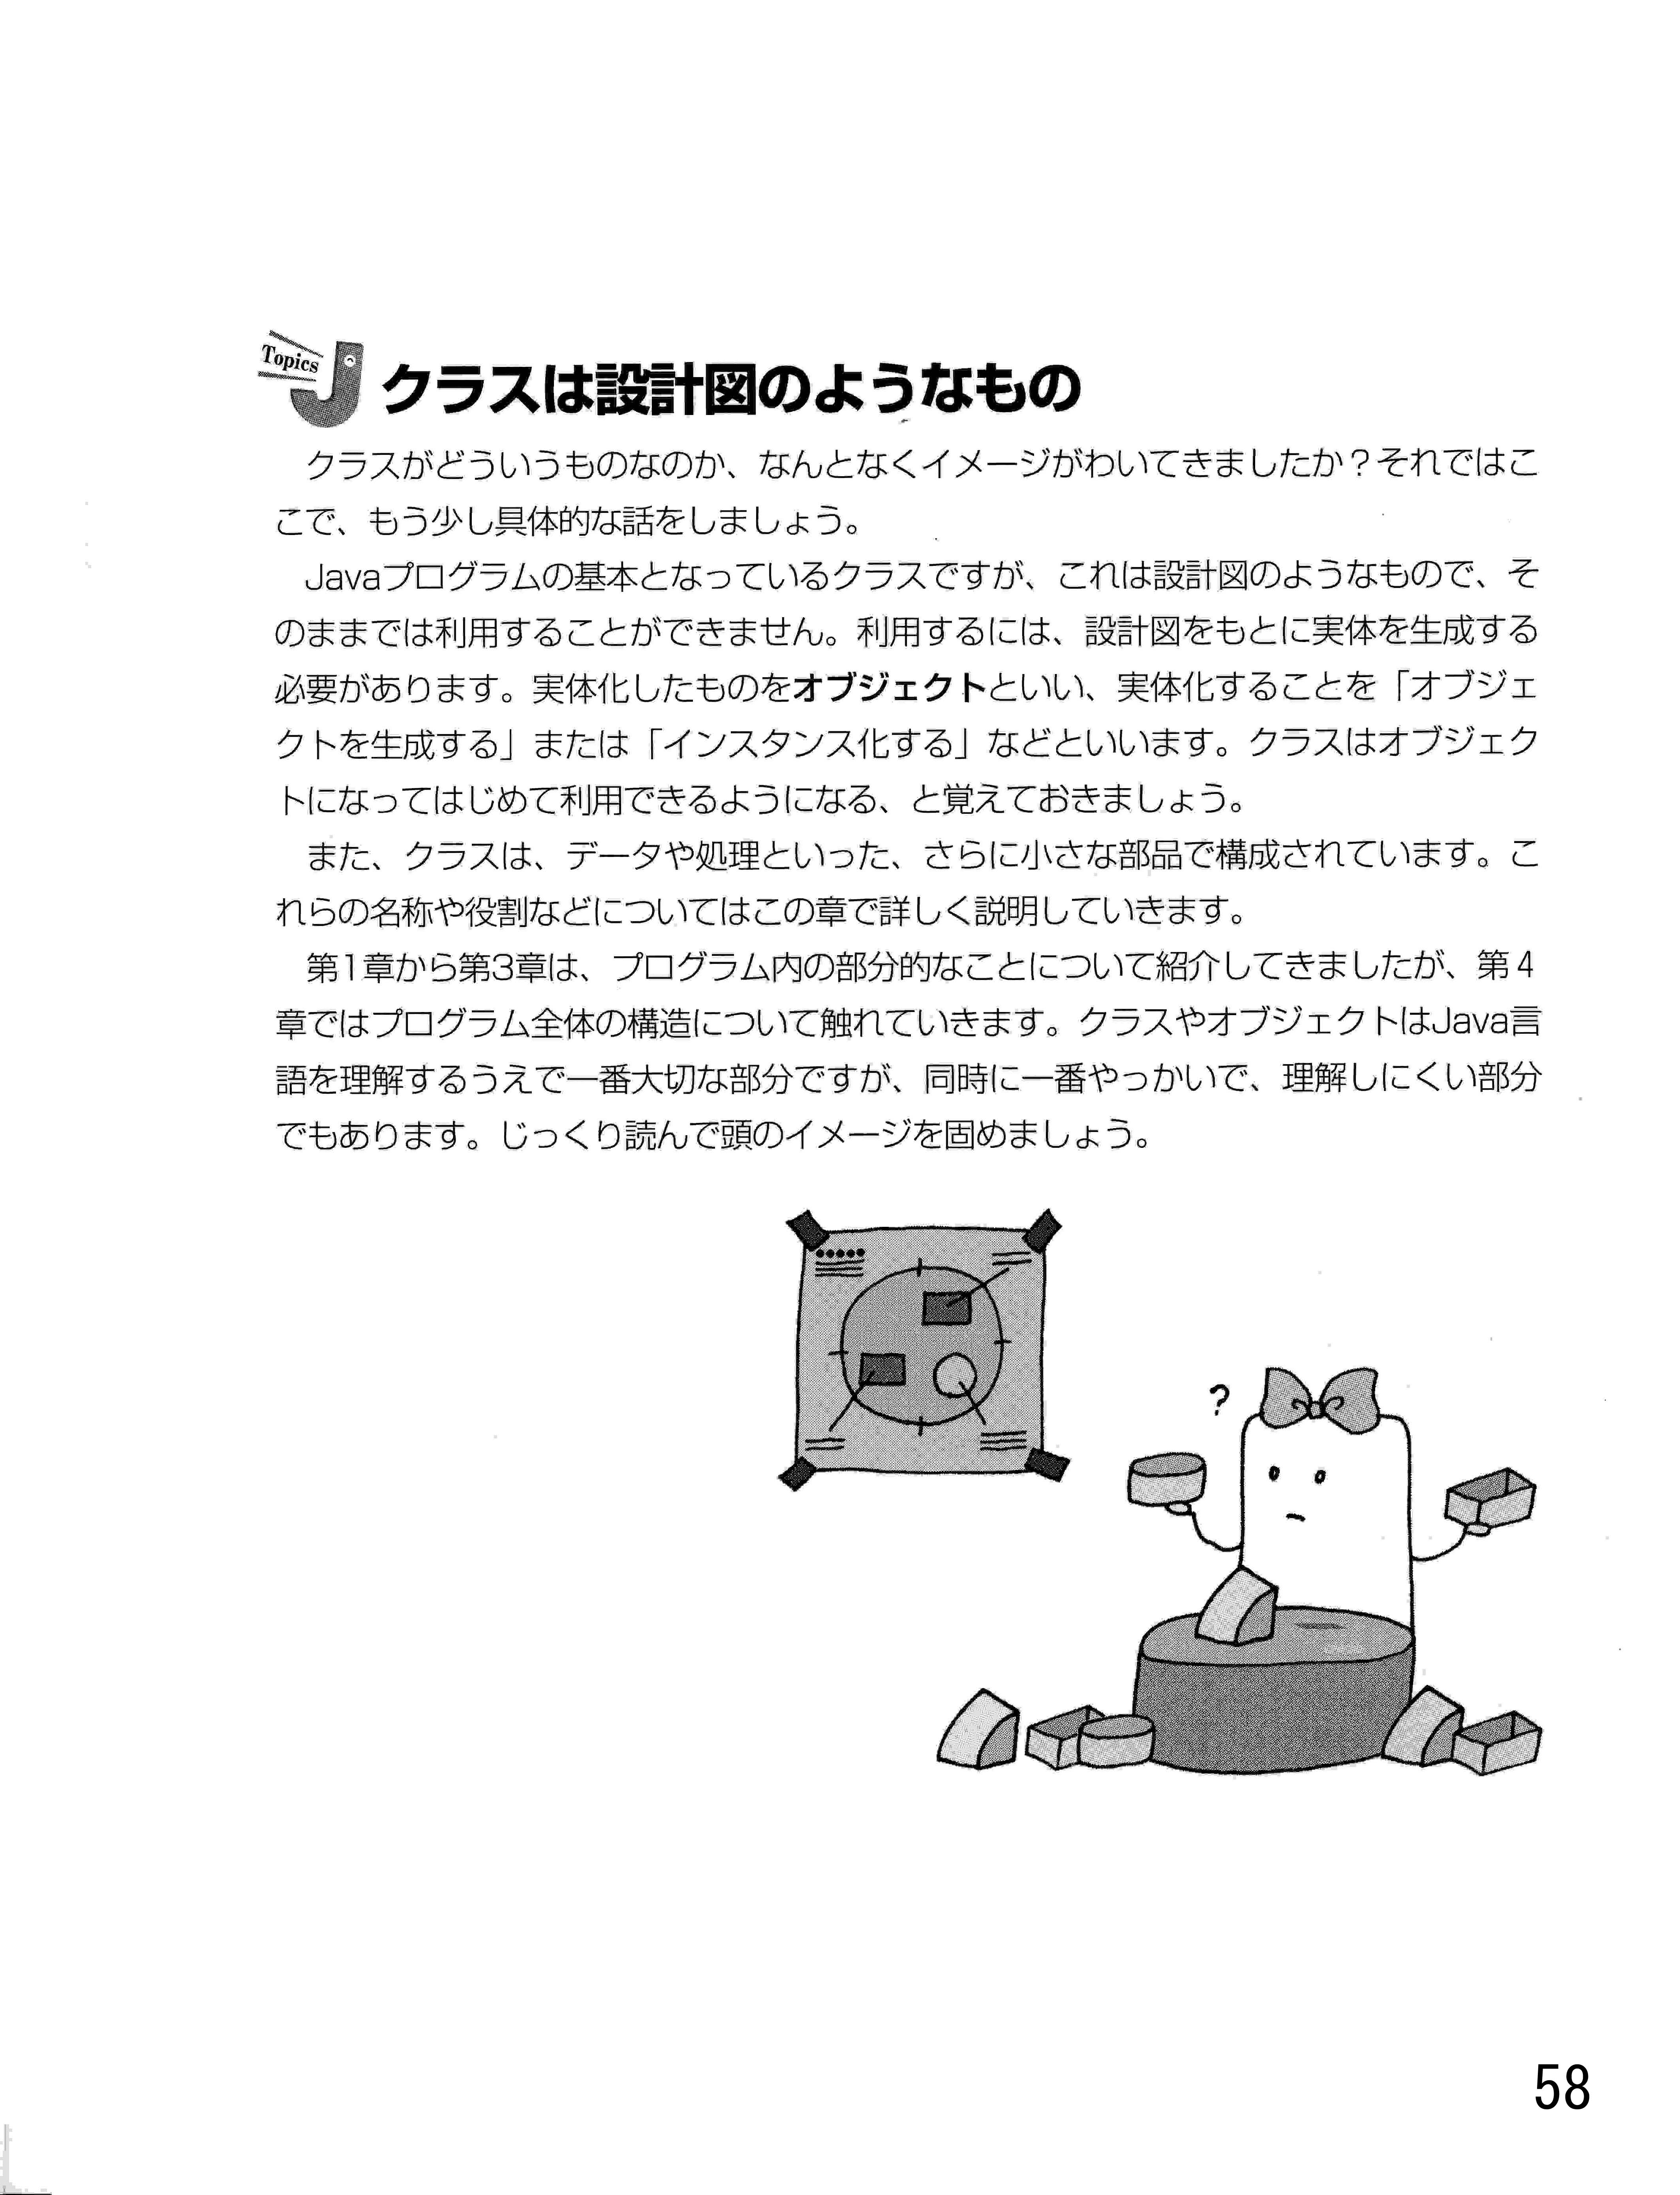 Topics
クラスは設計図のようなもの
クラスがどういうものなのか、なんとなくイメージがわいてきましたか？それではこ
こで、もう少し具体的な話をしましょう。
Javaプログラムの基本となっているクラスですが、これは設計図のようなもので、そ
のままでは利用することができません。利用するには、設計図をもとに実体を生成する
必要があります。実体化したものをオブジェクトといい、実体化することを「オブジェ
クトを生成する」または「インスタンス化する」などといいます。クラスはオブジェク
トになってはじめて利用できるようになる、と覚えておきましょう。
また、クラスは、データや処理といった、さらに小さな部品で構成されています。こ
れらの名称や役割などについてはこの章で詳しく説明していきます。
第1章から第3章は、プログラム内の部分的なことについて紹介してきましたが、第4
章ではプログラム全体の構造について触れていきます。クラスやオブジェクトはJava言
語を理解するうえで一番大切な部分ですが、同時に一番やっかいで、理解しにくい部分
でもあります。じっくり読んで頭のイメージを固めましょう。
?
58